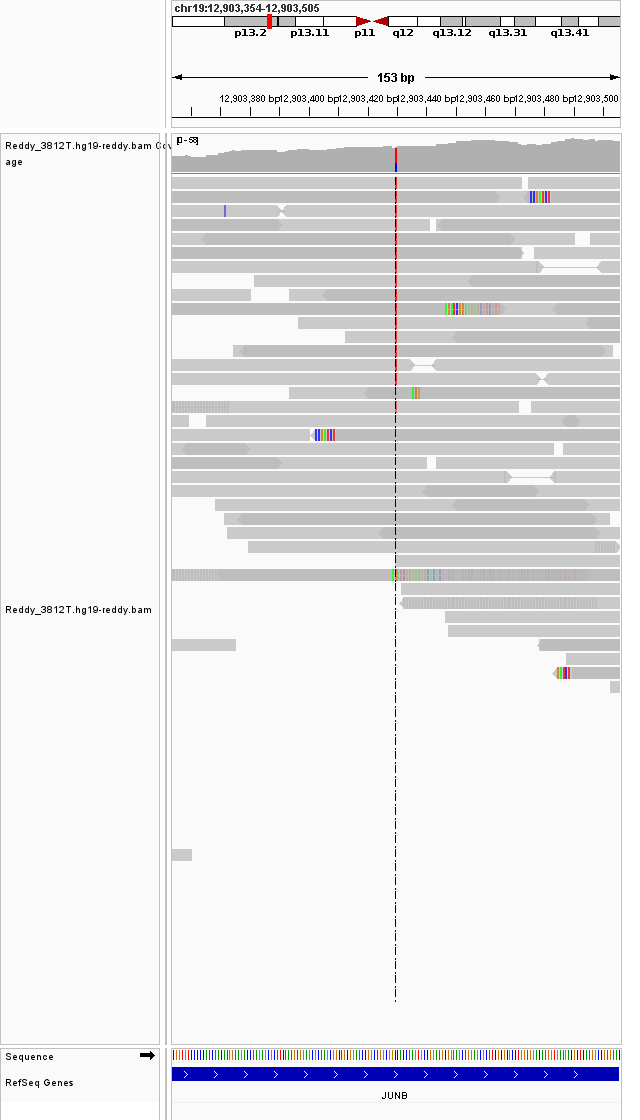 chr19:12,903,354-12,903,505
p13.2 p13.11 p11 q12 q13.12 q13.31 q13.41
153 bp
12,903,380 bp 12,903,400 bp 12,903,420 bp 12,903,440 bp 12,903,460 bp 12,903,480 bp 12,903,500
Reddy_3812T.hg19-reddy.bam Cov
age
Reddy_3812T.hg19-reddy.bam
Sequence
RefSeq Genes
JUNB